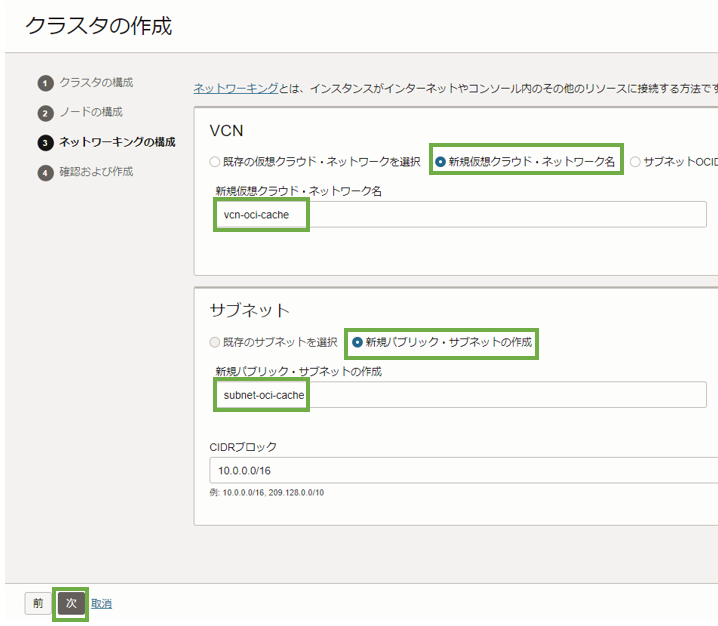 クラスタの作成
1 クラスタの構成
2 ノードの構成
3 ネットワーキングの構成
4 確認および作成
ネットワーキングとは、インスタンスがインターネットやコンソール内のその他のリソースに接続する方法です
VCN
既存の仮想クラウド・ネットワークを選択 新規仮想クラウド・ネットワーク名 サブネットOCID
新規仮想クラウド・ネットワーク名
vcn-oci-cache
サブネット
既存のサブネットを選択 新規パブリック・サブネットの作成
新規パブリック・サブネットの作成
subnet-oci-cache
CIDRブロック
10.0.0.0/16
例: 10.0.0.0/16, 209.128.0.0/10
前 次 取消